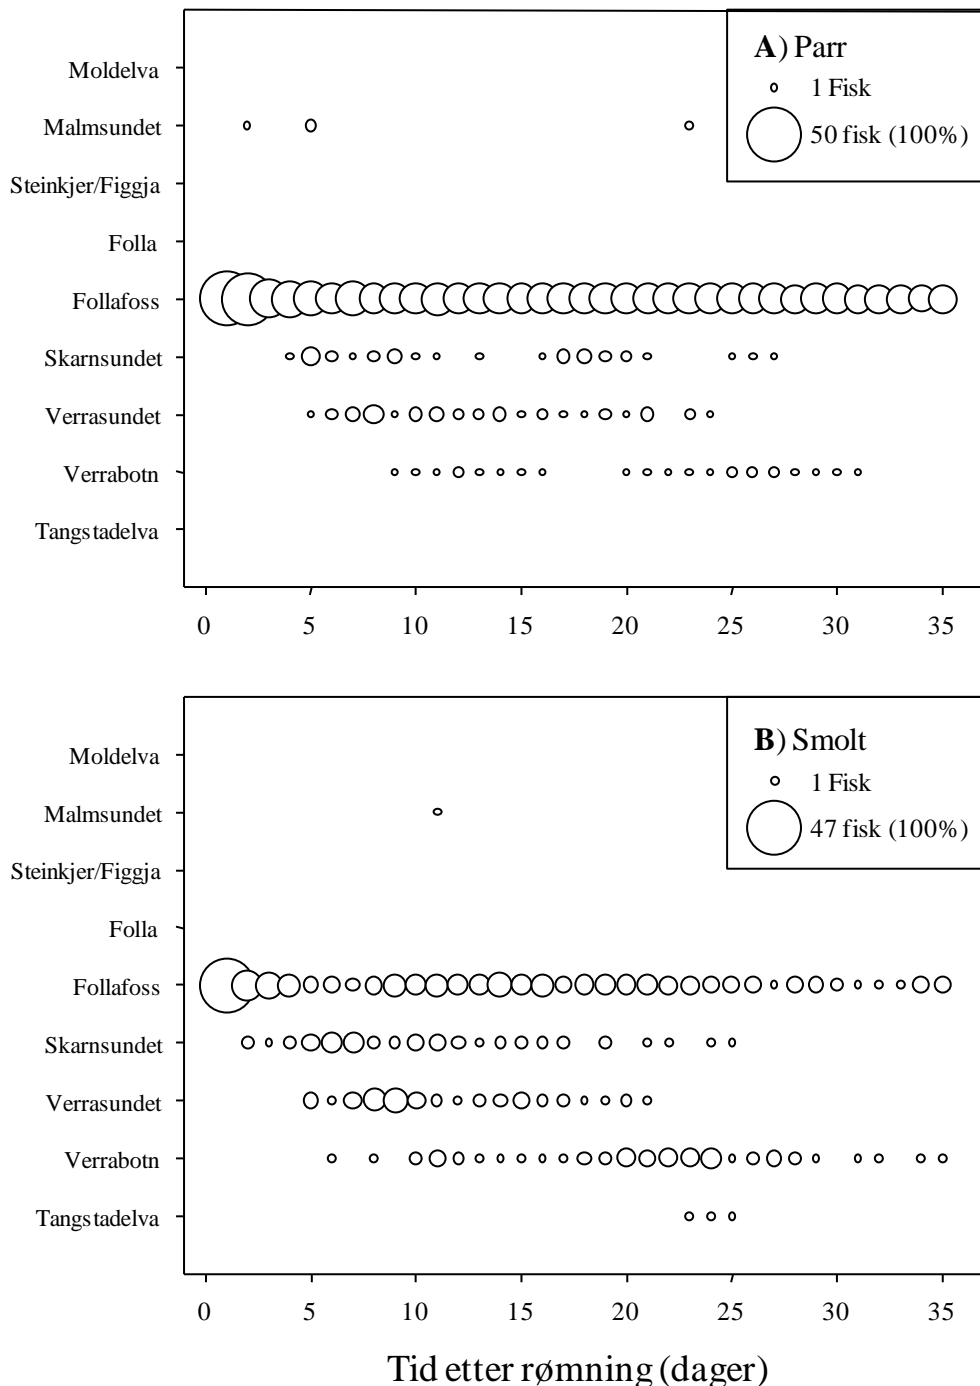 A) Parr
1 Fisk
50 fisk (100%)
Moldelva
Malmsundet
Steinkjer/Figgja
Folla
Follafoss
Skarnsundet
Verrasundet
Verrabotn
Tangstadelva
0 5 10 15 20 25 30 35
B) Smolt
1 Fisk
47 fisk (100%)
Moldelva
Malmsundet
Steinkjer/Figgja
Folla
Follafoss
Skarnsundet
Verrasundet
Verrabotn
Tangstadelva
0 5 10 15 20 25 30 35
Tid etter rømning (dager)